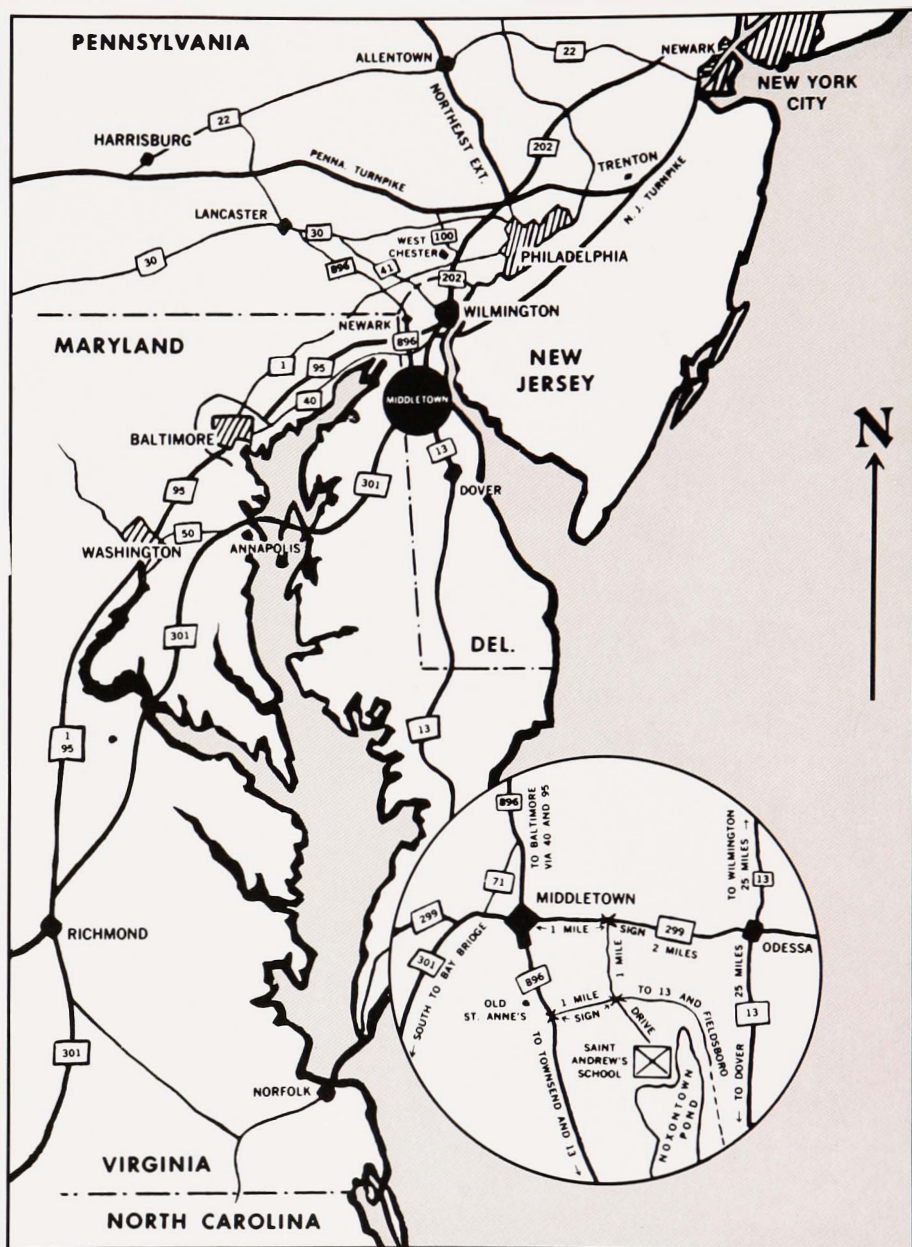 PENNSYLVANIA
ALLENTOWN
22
NEWARK
NEW YORK
CITY
22
HARRISBURG
NORTHEAST EXT.
202
PENNA. TURNPIKE
TRENTON
N.J. TURNPIKE
LANCASTER
30
WEST
CHESTER
100
PHILADELPHIA
30
896
41
202
WILMINGTON
NEWARK
896
MARYLAND
1
95
40
NEW
JERSEY
MIDDLETOWN
BALTIMORE
13
N
95
301
DOVER
50
WASHINGTON
ANNAPOLIS
301
DEL.
13
1
95
RICHMOND
301
NORFOLK
VIRGINIA
NORTH CAROLINA
896
TO BALTIMORE
VIA 40 AND 95
TO WILMINGTON
25 MILES
13
71
MIDDLETOWN
299
1 MILE
SIGN
299
2 MILES
ODESSA
301
SOUTH TO BAY BRIDGE
896
1 MILE
25 MILES
OLD
ST. ANNE'S
1 MILE
SIGN
TO 13 AND FIELDSBORO
DRIVE
13
SAINT
ANDREW'S
SCHOOL
TO TOWNSEND AND 13
NOXONTOWN
POND
TO DOVER